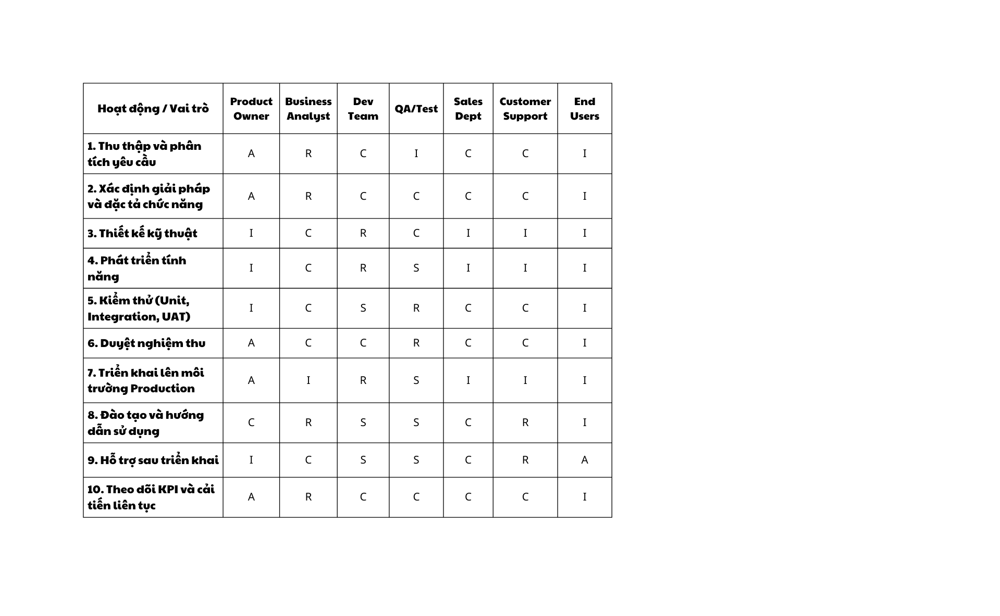 Hoạt động / Vai trò
Product Owner
Business Analyst
Dev Team
QA/Test
Sales Dept
Customer Support
End Users
1. Thu thập và phân
tích yêu cầu
A R C I C C I
2. Xác định giải pháp
và đặc tả chức năng
A R C C C C I
3. Thiết kế kỹ thuật
I C R C I I I
4. Phát triển tính
năng
I C R S I I I
5. Kiểm thử (Unit,
Integration, UAT)
I C S R C C I
6. Duyệt nghiệm thu
A C C R C C I
7. Triển khai lên môi
trường Production
A I R S I I I
8. Đào tạo và hướng
dẫn sử dụng
C R S S C R I
9. Hỗ trợ sau triển khai
I C S S C R A
10. Theo dõi KPI và cải
tiến liên tục
A R C C C C I